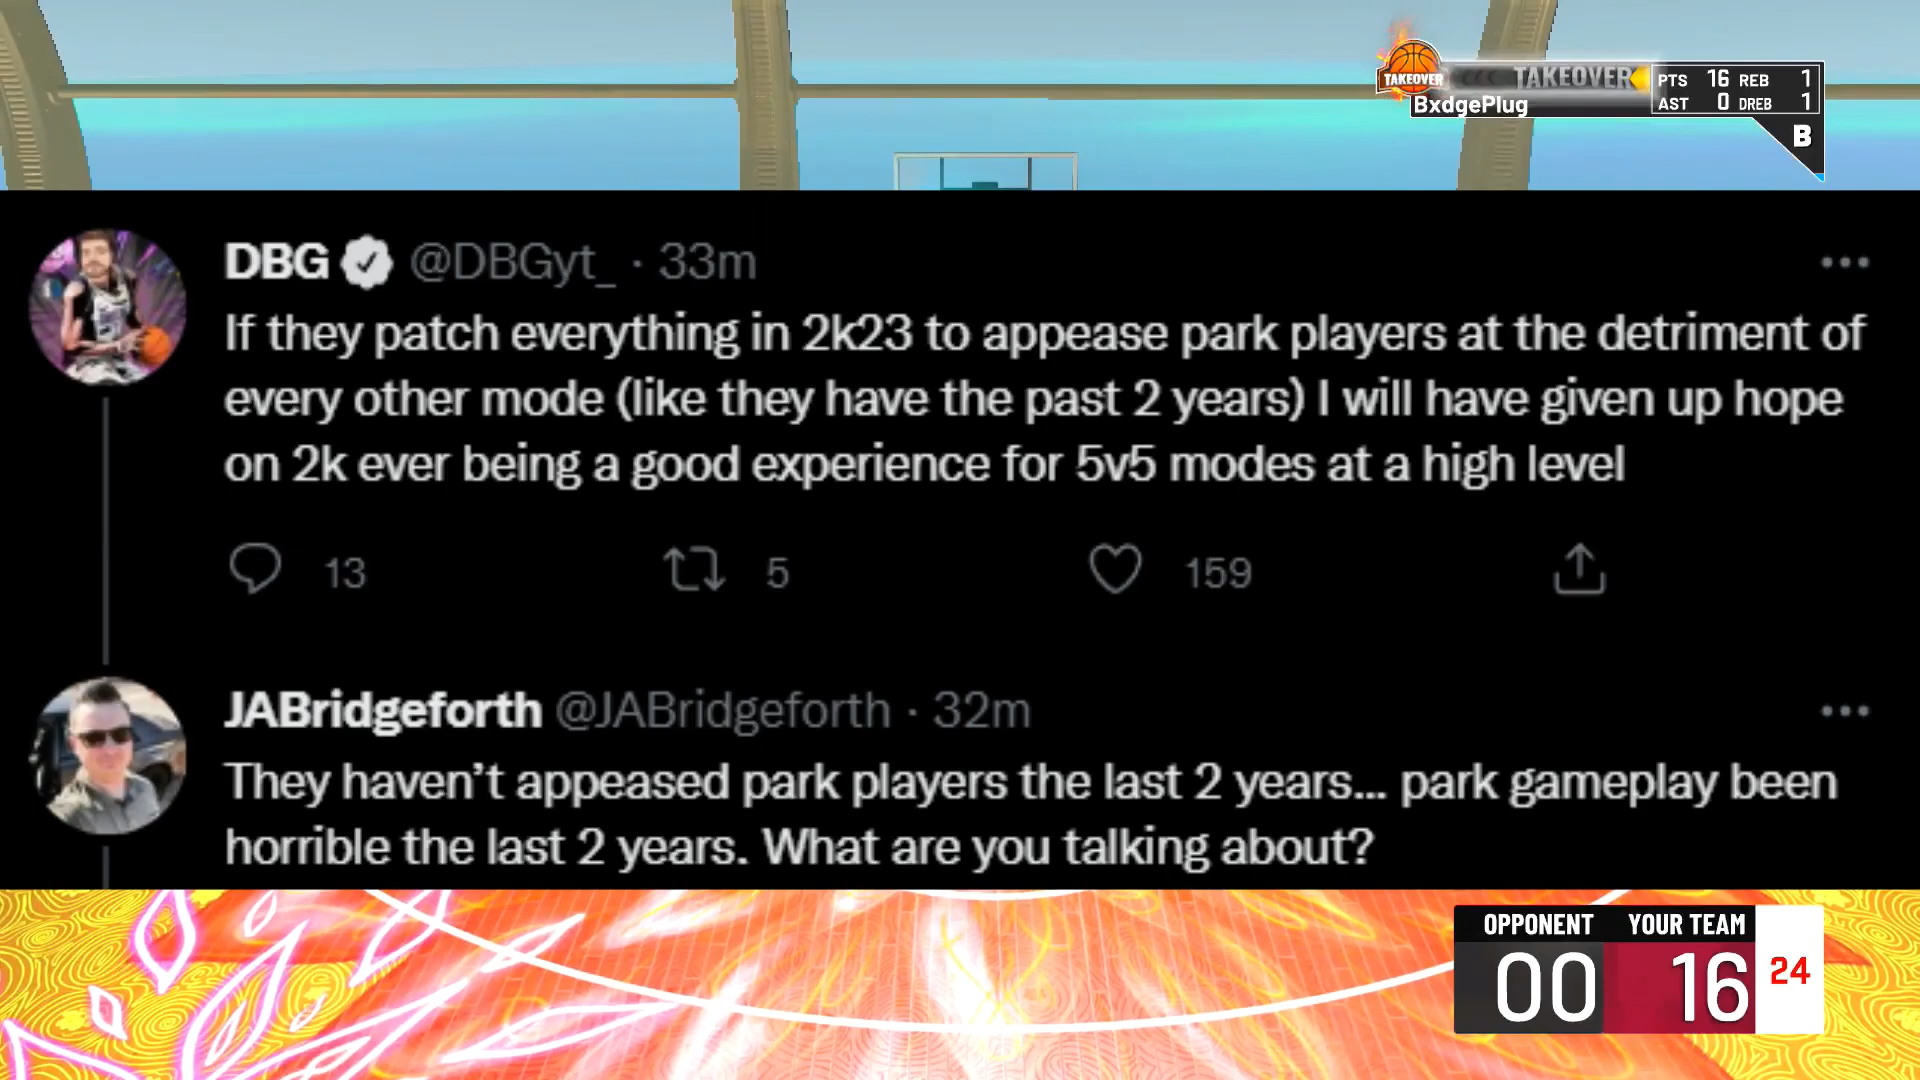 TAKEOVER
TAKEOVER
PTS 16 REB 1
AST 0 DREB 1
BxdgePlug
B
DBG @DBGyt_ · 33m
If they patch everything in 2k23 to appease park players at the detriment of
every other mode (like they have the past 2 years) I will have given up hope
on 2k ever being a good experience for 5v5 modes at a high level
13 5 159
JABridgeforth @JABridgeforth · 32m
They haven't appeased park players the last 2 years... park gameplay been
horrible the last 2 years. What are you talking about?
OPPONENT YOUR TEAM
00 16 24